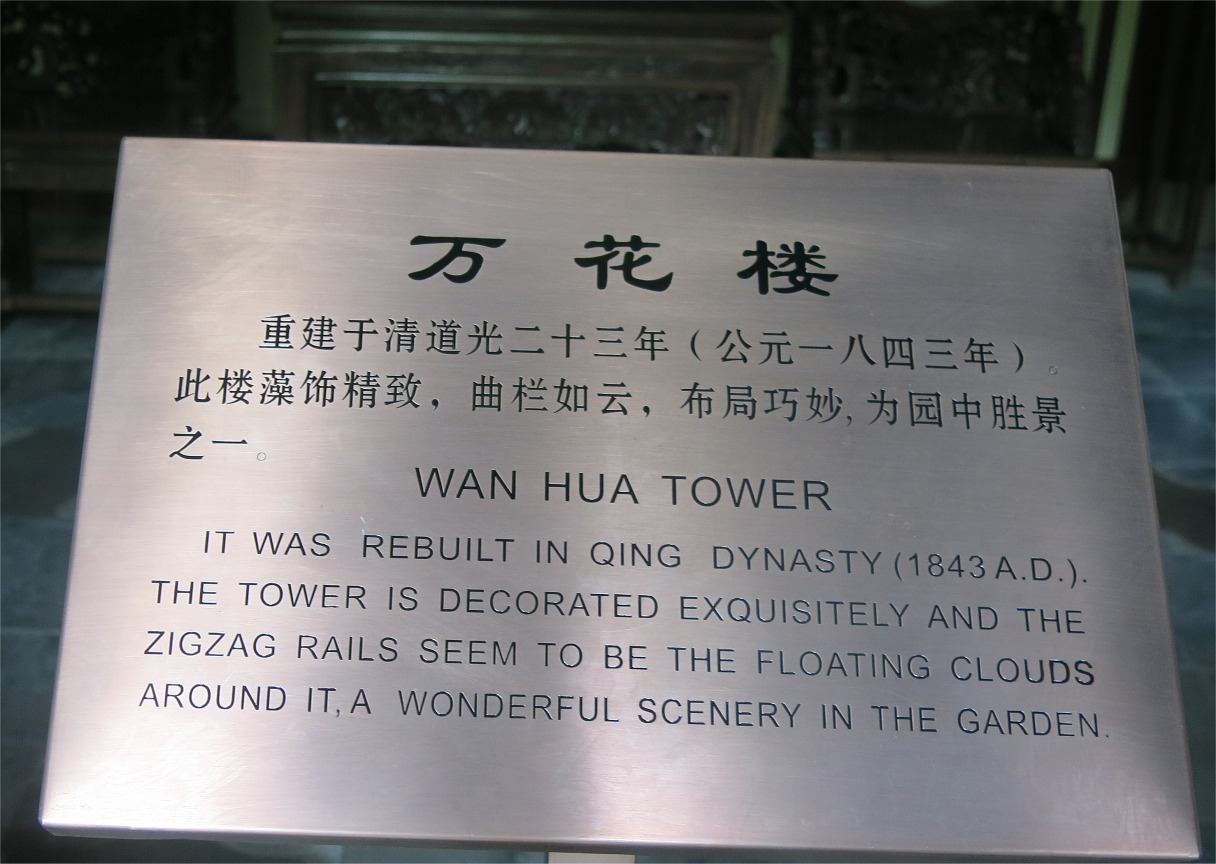 万花楼
重建于清道光二十三年（公元一八四三年）。
此楼藻饰精致，曲栏如云，布局巧妙，为园中胜景
之一。
WAN HUA TOWER
IT WAS REBUILT IN QING DYNASTY (1843 A.D.).
THE TOWER IS DECORATED EXQUISITELY AND THE
ZIGZAG RAILS SEEM TO BE THE FLOATING CLOUDS
AROUND IT, A WONDERFUL SCENERY IN THE GARDEN.